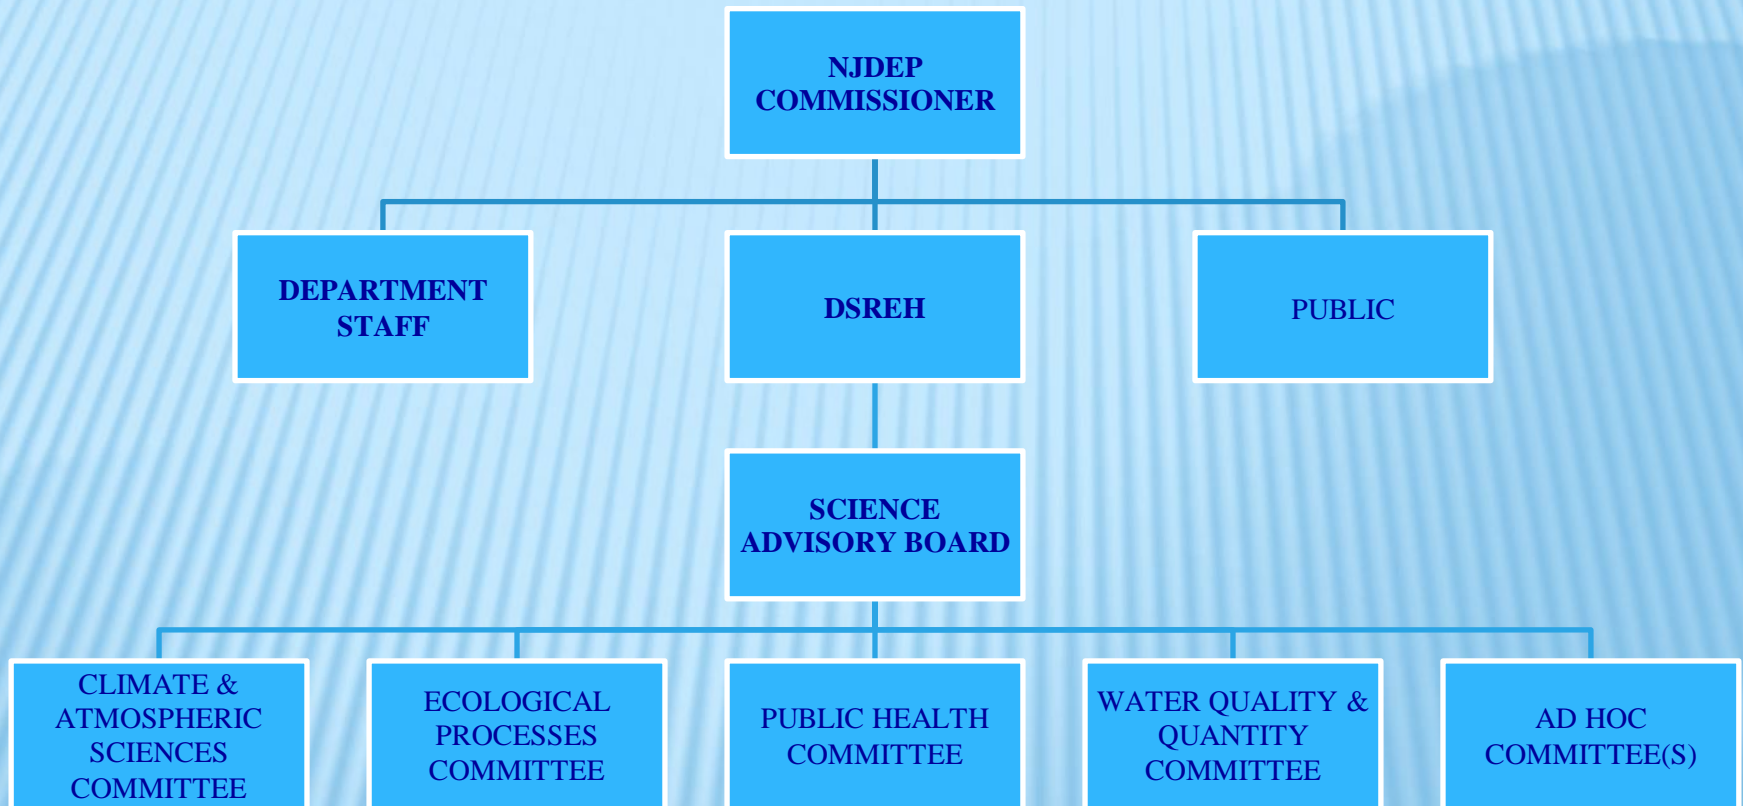 NJDEP
COMMISSIONER
DEPARTMENT
STAFF
DSREH
PUBLIC
SCIENCE
ADVISORY BOARD
CLIMATE &
ATMOSPHERIC
SCIENCES
COMMITTEE
ECOLOGICAL
PROCESSES
COMMITTEE
PUBLIC HEALTH
COMMITTEE
WATER QUALITY &
QUANTITY
COMMITTEE
AD HOC
COMMITTEE(S)